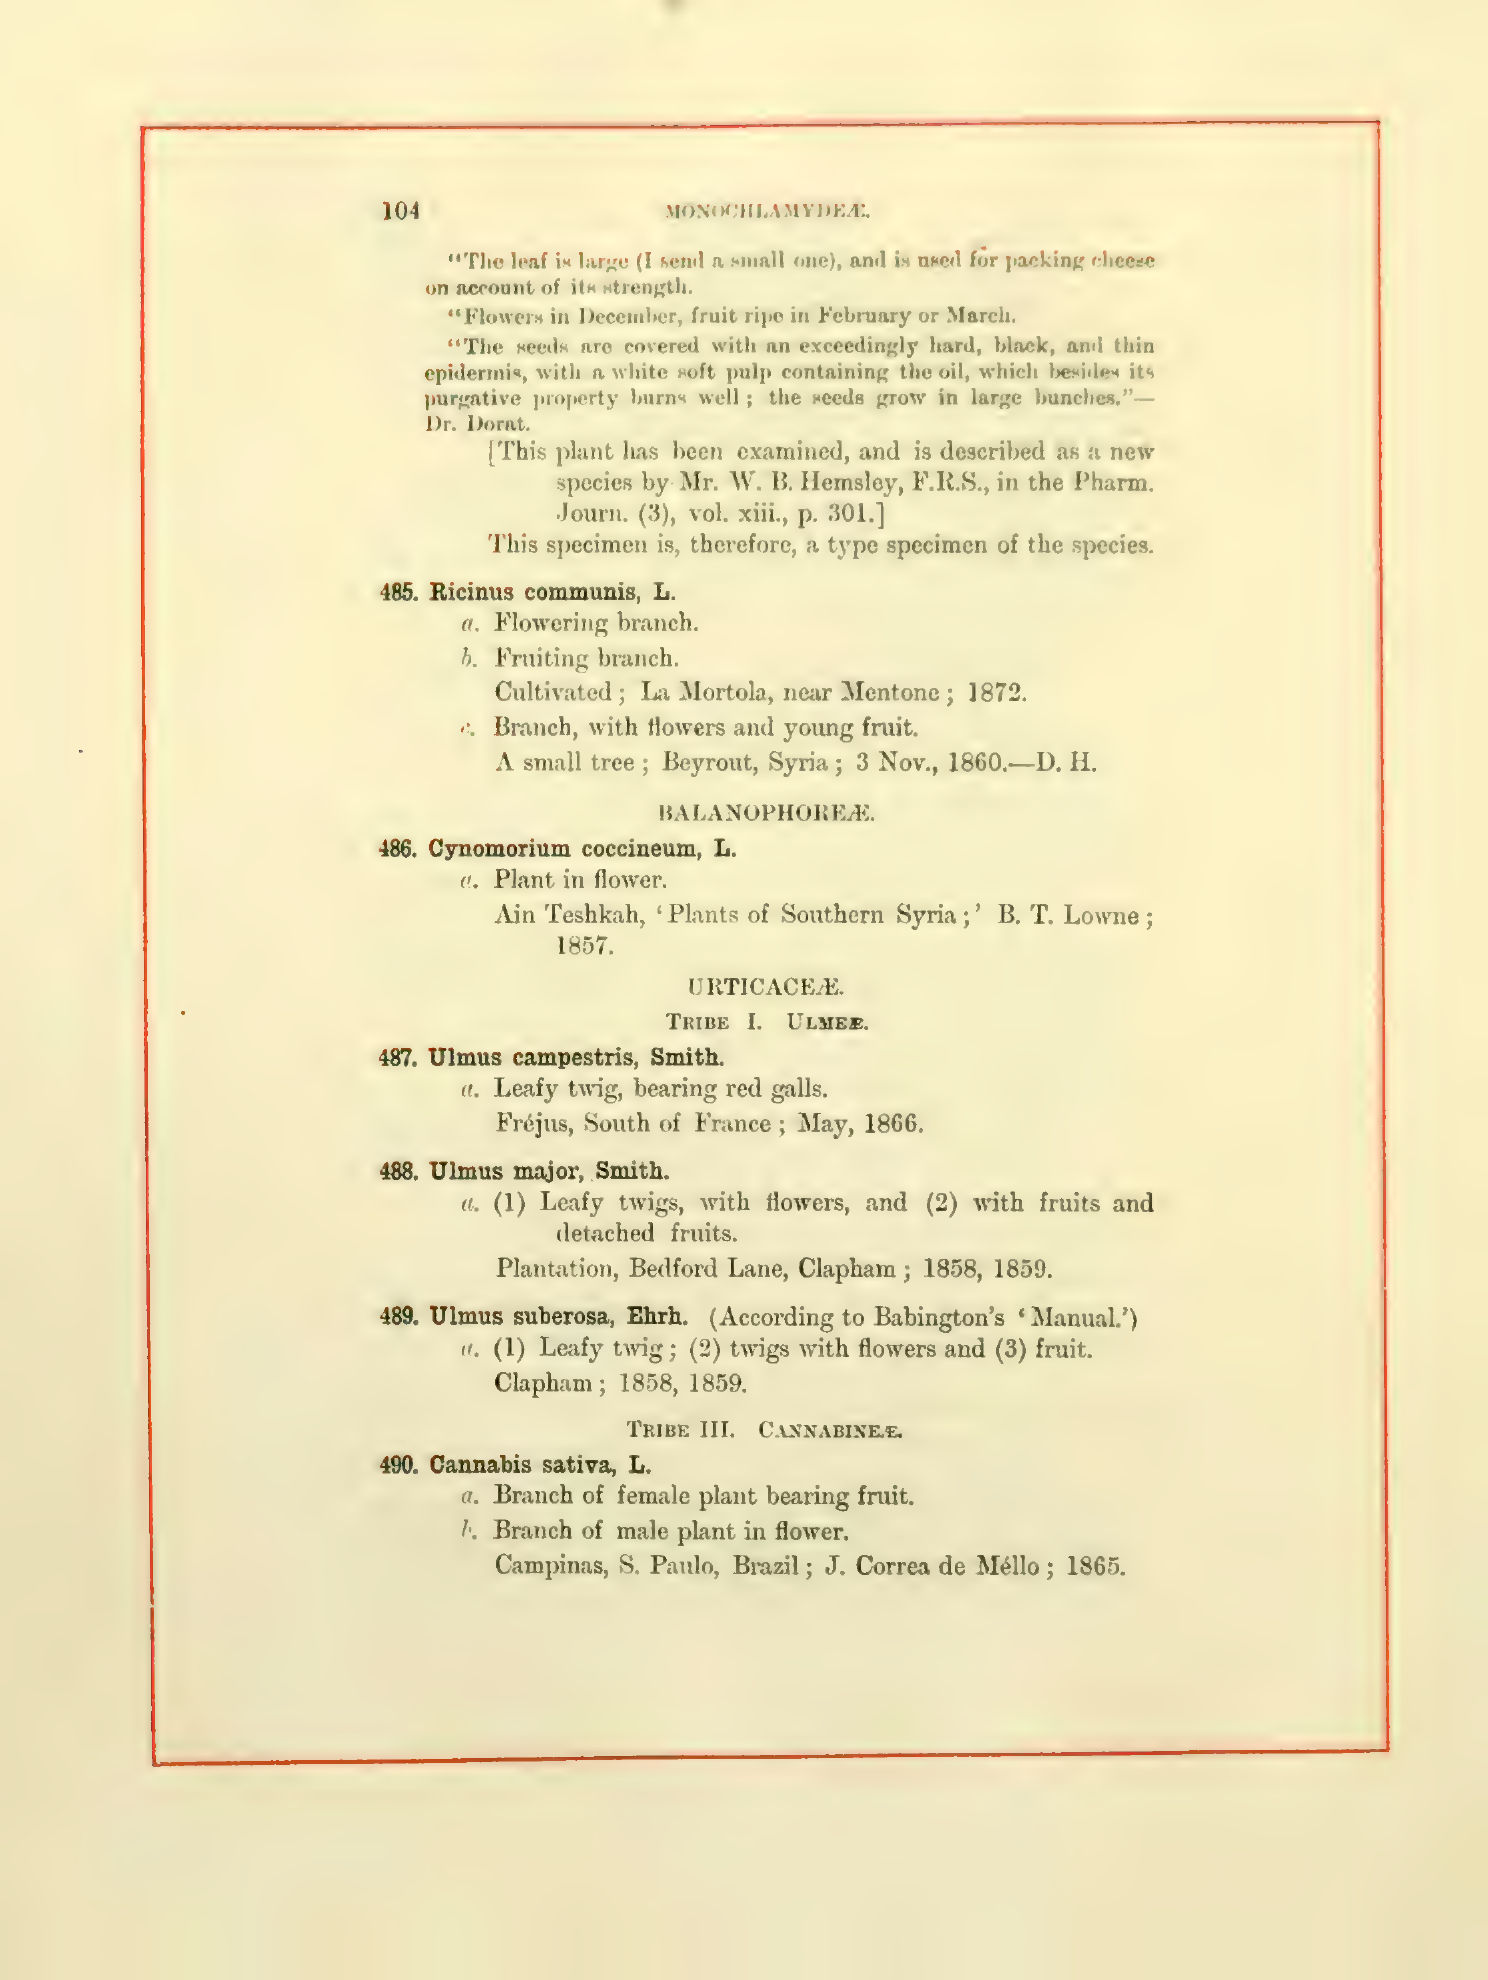 104 MONOCHLAMYDEÆ.
"The leaf is large (I send a small one), and is used for packing cheese
on account of its strength.
"Flowers in December, fruit ripe in February or March.
"The seeds are covered with an exceedingly hard, black, and thin
epidermis, with a white soft pulp containing the oil, which besides its
purgative property burns well; the seeds grow in large bunches."—
Dr. Dorat.
[This plant has been examined, and is described as a new
species by Mr. W. B. Hemsley, F.R.S., in the Pharm.
Journ. (3), vol. xiii., p. 301.]
This specimen is, therefore, a type specimen of the species.
485. Ricinus communis, L.
a. Flowering branch.
b. Fruiting branch.
Cultivated; La Mortola, near Mentone; 1872.
c. Branch, with flowers and young fruit.
A small tree; Beyrout, Syria; 3 Nov., 1860.—D. H.
BALANOPHOREÆ.
486. Cynomorium coccineum, L.
a. Plant in flower.
Ain Teshkah, 'Plants of Southern Syria;' B. T. Lowne;
1857.
URTICACEÆ.
TRIBE I. ULMEÆ.
487. Ulmus campestris, Smith.
a. Leafy twig, bearing red galls.
Fréjus, South of France; May, 1866.
488. Ulmus major, Smith.
a. (1) Leafy twigs, with flowers, and (2) with fruits and
detached fruits.
Plantation, Bedford Lane, Clapham; 1858, 1859.
489. Ulmus suberosa, Ehrh. (According to Babington's 'Manual.')
a. (1) Leafy twig; (2) twigs with flowers and (3) fruit.
Clapham; 1858, 1859.
TRIBE III. CANNABINEÆ.
490. Cannabis sativa, L.
a. Branch of female plant bearing fruit.
b. Branch of male plant in flower.
Campinas, S. Paulo, Brazil; J. Correa de Méllo; 1865.